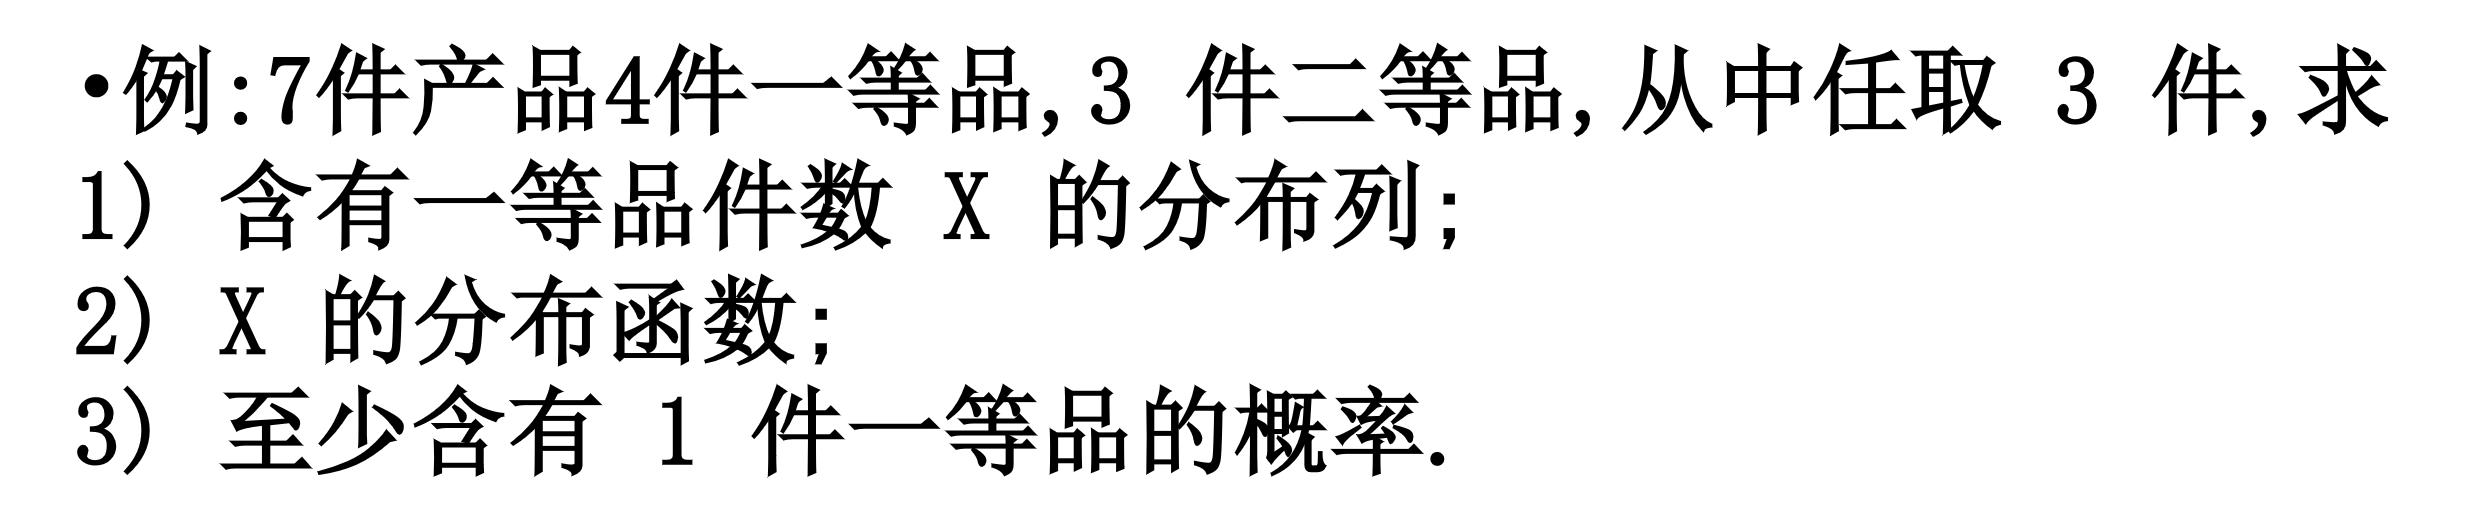 •例:7件产品4件一等品,3 件二等品,从中任取 3 件,求
1) 含有一等品件数 X 的分布列;
2) X 的分布函数;
3) 至少含有 1 件一等品的概率.